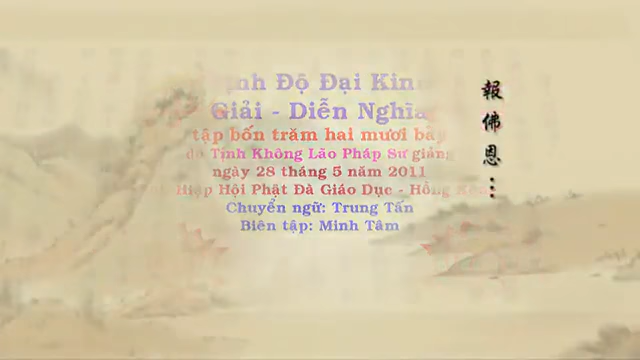 Độ Đại Kinh
Giải - Diễn Nghĩa
tập bốn trăm hai mươi bảy
do Tịnh Không Lão Pháp Sư giảng
ngày 28 tháng 5 năm 2011
Hiệp Hội Phật Đà Giáo Dục - Hồng
Chuyển ngữ: Trung Tấn
Biên tập: Minh Tâm
報佛恩...